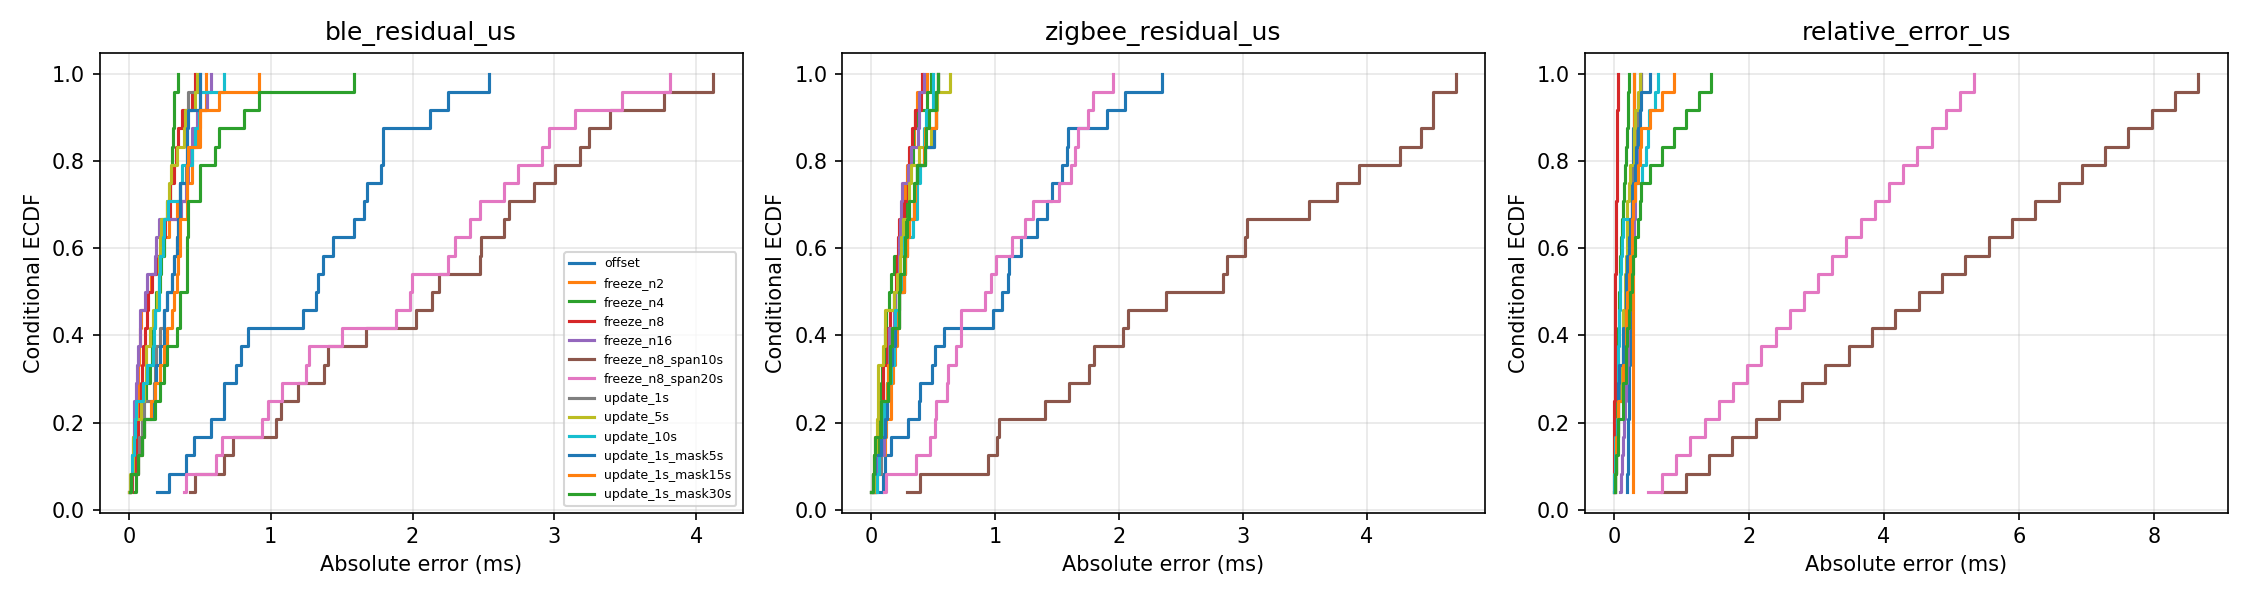 ble_residual_us
1.0
0.8
0.6
0.4
0.2
0.0
Conditional ECDF
0
1
2
3
4
Absolute error (ms)
offset
freeze_n2
freeze_n4
freeze_n8
freeze_n16
freeze_n8_span10s
freeze_n8_span20s
update_1s
update_5s
update_10s
update_1s_mask5s
update_1s_mask15s
update_1s_mask30s
zigbee_residual_us
1.0
0.8
0.6
0.4
0.2
0.0
Conditional ECDF
0
1
2
3
4
Absolute error (ms)
relative_error_us
1.0
0.8
0.6
0.4
0.2
0.0
Conditional ECDF
0
2
4
6
8
Absolute error (ms)